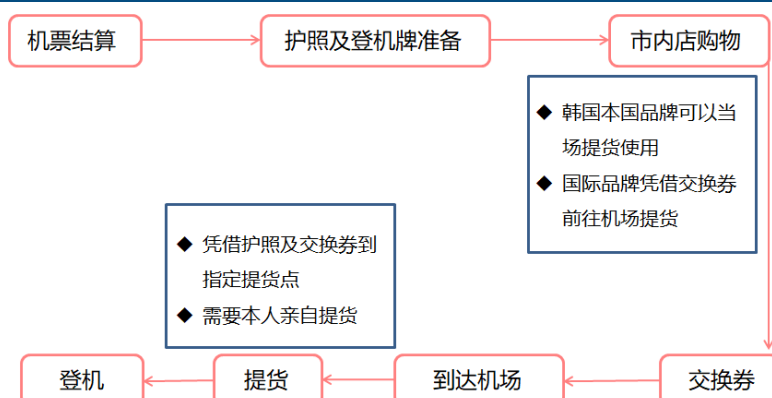 机票结算
护照及登机牌准备
市内店购物
◆ 韩国本国品牌可以当
场提货使用
◆ 国际品牌凭借交换券
前往机场提货
◆ 凭借护照及交换券到
指定提货点
◆ 需要本人亲自提货
登机
提货
到达机场
交换券